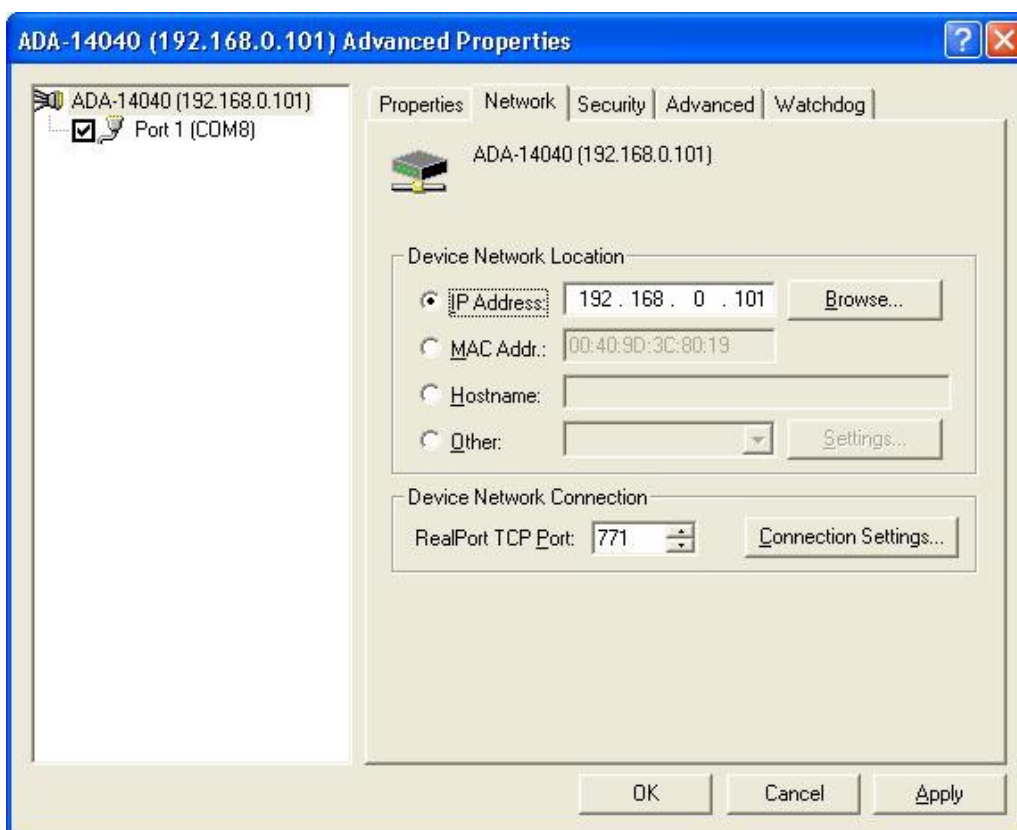 ADA-14040 (192.168.0.101) Advanced Properties
ADA-14040 (192.168.0.101)
Port 1 (COM8)
Properties Network Security Advanced Watchdog
ADA-14040 (192.168.0.101)
Device Network Location
IP Address: 192 . 168 . 0 . 101 Browse...
MAC Addr.: 00:40:9D:3C:80:19
Hostname:
Other: Settings...
Device Network Connection
RealPort TCP Port: 771 Connection Settings...
OK Cancel Apply